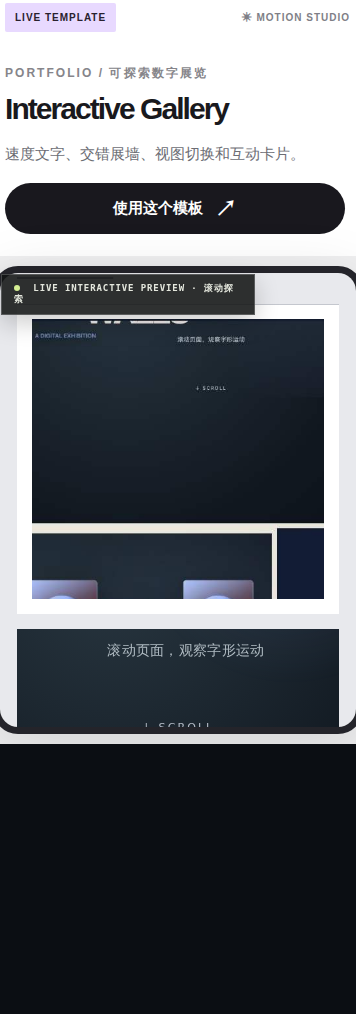 LIVE TEMPLATE
☀ MOTION STUDIO
PORTFOLIO / 可探索数字展览
Interactive Gallery
速度文字、交错展墙、视图切换和互动卡片。
使用这个模板 ↗
LIVE INTERACTIVE PREVIEW · 滚动探
索
A DIGITAL EXHIBITION
滚动页面，观察字形运动
↓ SCROLL
滚动页面，观察字形运动
↓ SCROLL